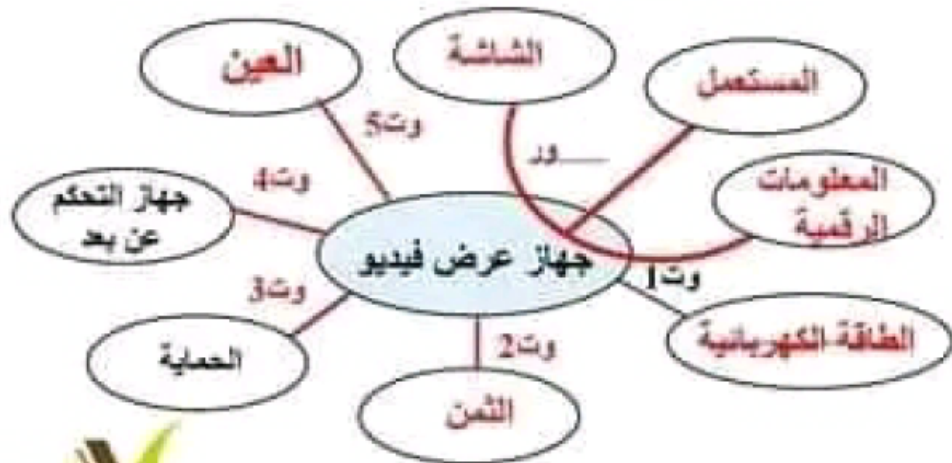 العين
الشاشة
المستعمل
المعلومات
الرقمية
ور
وت5
وت4
جهاز التحكم
عن بعد
جهاز عرض فيديو
وت1
الطاقة الكهربائية
وت3
الحماية
وت2
الثمن